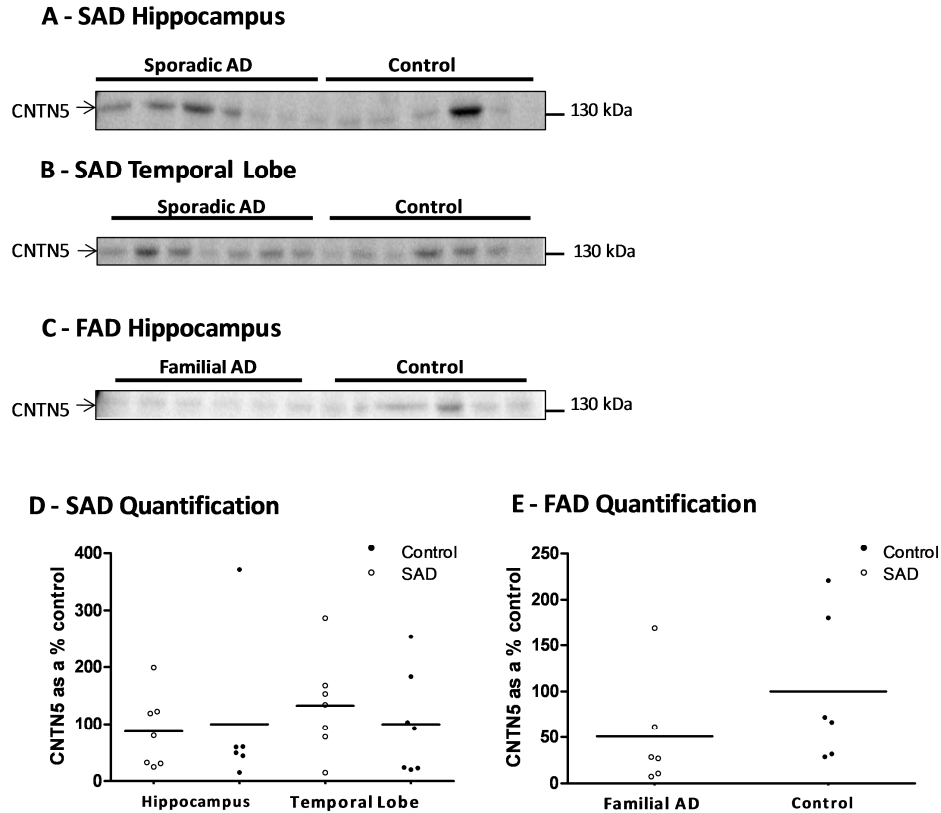 A - SAD Hippocampus
Sporadic AD Control
CNTN5 130 kDa
B - SAD Temporal Lobe
Sporadic AD Control
CNTN5 130 kDa
C - FAD Hippocampus
Familial AD Control
CNTN5 130 kDa
D - SAD Quantification
CNTN5 as a % control
400
300
200
100
0
Control
SAD
Hippocampus Temporal Lobe
E - FAD Quantification
CNTN5 as a % control
250
200
150
100
50
0
Control
SAD
Familial AD Control